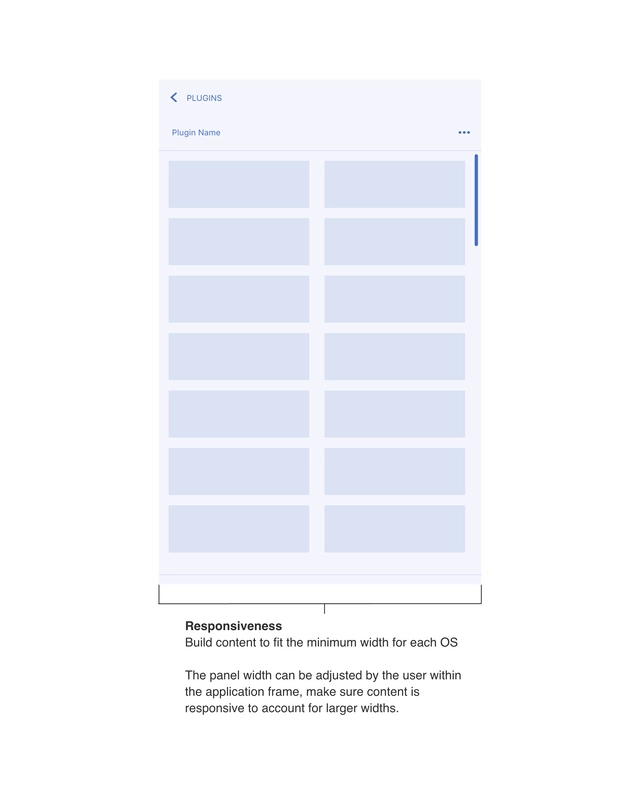 PLUGINS
Plugin Name
Responsiveness
Build content to fit the minimum width for each OS
The panel width can be adjusted by the user within
the application frame, make sure content is
responsive to account for larger widths.